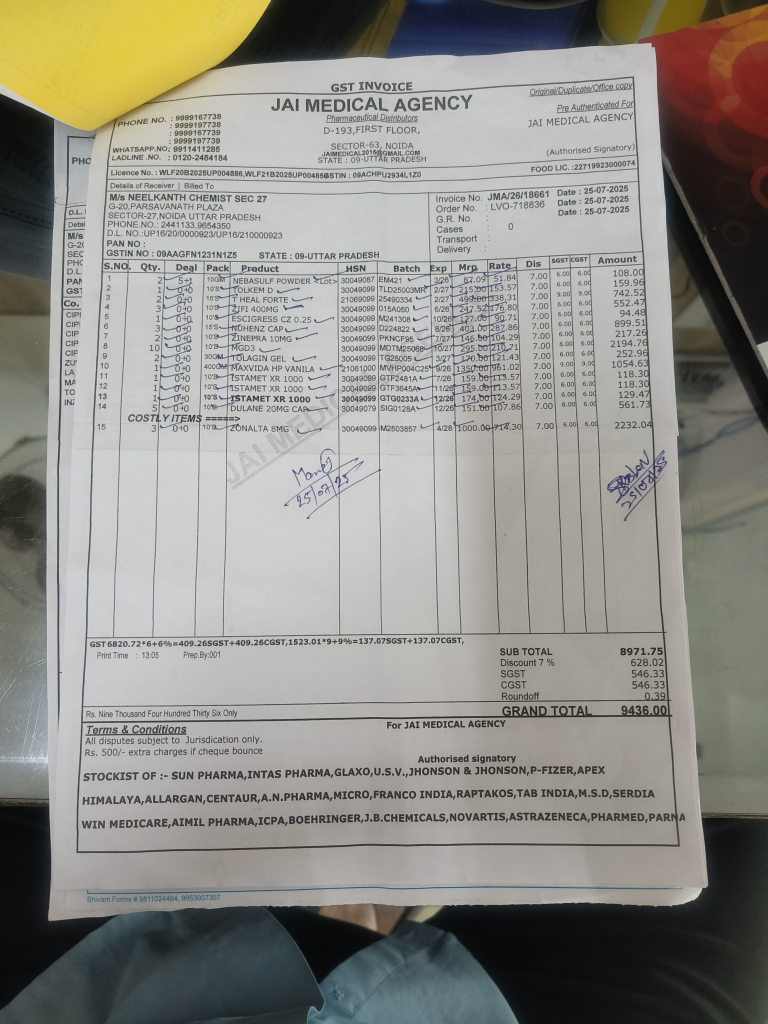 GST INVOICE
Original/Duplicate/Office copy
JAI MEDICAL AGENCY
Pharmaceutical Distributors
D-193,FIRST FLOOR,
SECTOR-63, NOIDA
JAIMEDICAL2015@GMAIL.COM
STATE : 09-UTTAR PRADESH
PHONE NO. : 9999167738
: 9999197738
: 9999167739
: 9999197739
WHATSAPP.NO: 9911411285
LADLINE .NO. : 0120-2484184
Pre Authenticated For
JAI MEDICAL AGENCY
(Authorised Signatory)
Licence No. : WLF20B2025UP004886,WLF21B2025UP004856
GSTIN : 09ACHPU2934L1Z0
FOOD LIC. :22719923000074
Details of Receiver | Billed To
M/s NEELKANTH CHEMIST SEC 27
G-20,PARSAVANATH PLAZA
SECTOR-27,NOIDA UTTAR PRADESH
PHONE.NO.: 2441133,9654350
D.L. NO.:UP16/20/0000923/UP16/210000923
PAN NO :
GSTIN NO : 09AAGFN1231N1Z5 STATE : 09-UTTAR PRADESH
Invoice No. JMA/26/18661 Date : 25-07-2025
Order No. : LVO-718836 Date : 25-07-2025
G.R. No. : Date : 25-07-2025
Cases : 0
Transport :
Delivery :
S.NO. Qty. Deal Pack Product HSN Batch Exp Mrp Rate Dis SGST CGST Amount
1 2 5+1 10GM NEBASULF POWDER <Lot> 30049087 EM421 3/26 67.09 51.84 7.00 6.00 6.00 108.00
2 1 0+0 10'S TOLKEM D 30049099 TLD25003MR 2/27 215.00 153.57 7.00 6.00 6.00 159.96
3 2 0+0 15'S T HEAL FORTE 21069099 25490334 2/27 499.00 338.31 7.00 9.00 9.00 742.52
4 3 0+0 10'S ZIFI 400MG 30049099 015A050 6/26 247.52 176.80 7.00 6.00 6.00 552.47
5 1 0+0 10'S ESCIGRESS CZ 0.25 30049099 M241308 10/26 127.00 90.71 7.00 6.00 6.00 94.48
6 3 0+0 15'S NUHENZ CAP 30049099 D224822 8/26 403.00 287.86 7.00 6.00 6.00 899.51
7 2 0+0 10'S ZINEPRA 10MG 30049099 PKNCF95 7/27 146.00 104.29 7.00 6.00 6.00 217.26
8 10 0+0 10'S MGD3 30049099 10/27 295.00 210.71 7.00 6.00 6.00 2194.76
9 2 0+0 30GM TOLAGIN GEL 30049099 TG25005 3/27 170.00 121.43 7.00 6.00 6.00 252.96
10 1 0+0 400GM MAXVIDA HP VANILA 21061000 MVHP004C25 9/26 1350.00 961.02 7.00 9.00 9.00 1054.63
11 1 0+0 10'S ISTAMET XR 1000 30049099 GTF2481A 7/26 159.00 113.57 7.00 6.00 6.00 118.30
12 1 0+0 10'S ISTAMET XR 1000 30049099 GTF3645A 11/26 159.00 113.57 7.00 6.00 6.00 118.30
13 1 0+0 10'S ISTAMET XR 1000 30049099 GTG0233A 12/26 174.00 124.29 7.00 6.00 6.00 129.47
14 5 0+0 10'S DULANE 20MG CAP 30049079 SIG0128A 12/26 151.00 107.86 7.00 6.00 6.00 561.73
COSTLY ITEMS =====>
15 3 0+0 10'S ZONALTA 8MG 30049099 M2503857 4/28 1000.00 714.30 7.00 6.00 6.00 2232.04
JAI MEDIC
25/07/25
25/07/25
GST 6820.72*6+6%=409.26SGST+409.26CGST,1523.01*9+9%=137.07SGST+137.07CGST,
Print Time : 13:05 Prep.By:001
SUB TOTAL 8971.75
Discount 7 % 628.02
SGST 546.33
CGST 546.33
Roundoff 0.39
Rs. Nine Thousand Four Hundred Thirty Six Only
GRAND TOTAL 9436.00
Terms & Conditions
All disputes subject to Jurisdication only.
Rs. 500/- extra charges if cheque bounce
For JAI MEDICAL AGENCY
Authorised signatory
STOCKIST OF :- SUN PHARMA,INTAS PHARMA,GLAXO,U.S.V.,JHONSON & JHONSON,P-FIZER,APEX
HIMALAYA,ALLARGAN,CENTAUR,A.N.PHARMA,MICRO,FRANCO INDIA,RAPTAKOS,TAB INDIA,M.S.D,SERDIA
WIN MEDICARE,AIMIL PHARMA,ICPA,BOEHRINGER,J.B.CHEMICALS,NOVARTIS,ASTRAZENECA,PHARMED,PARNA
Shivam Forms # 9811024464, 9953007307